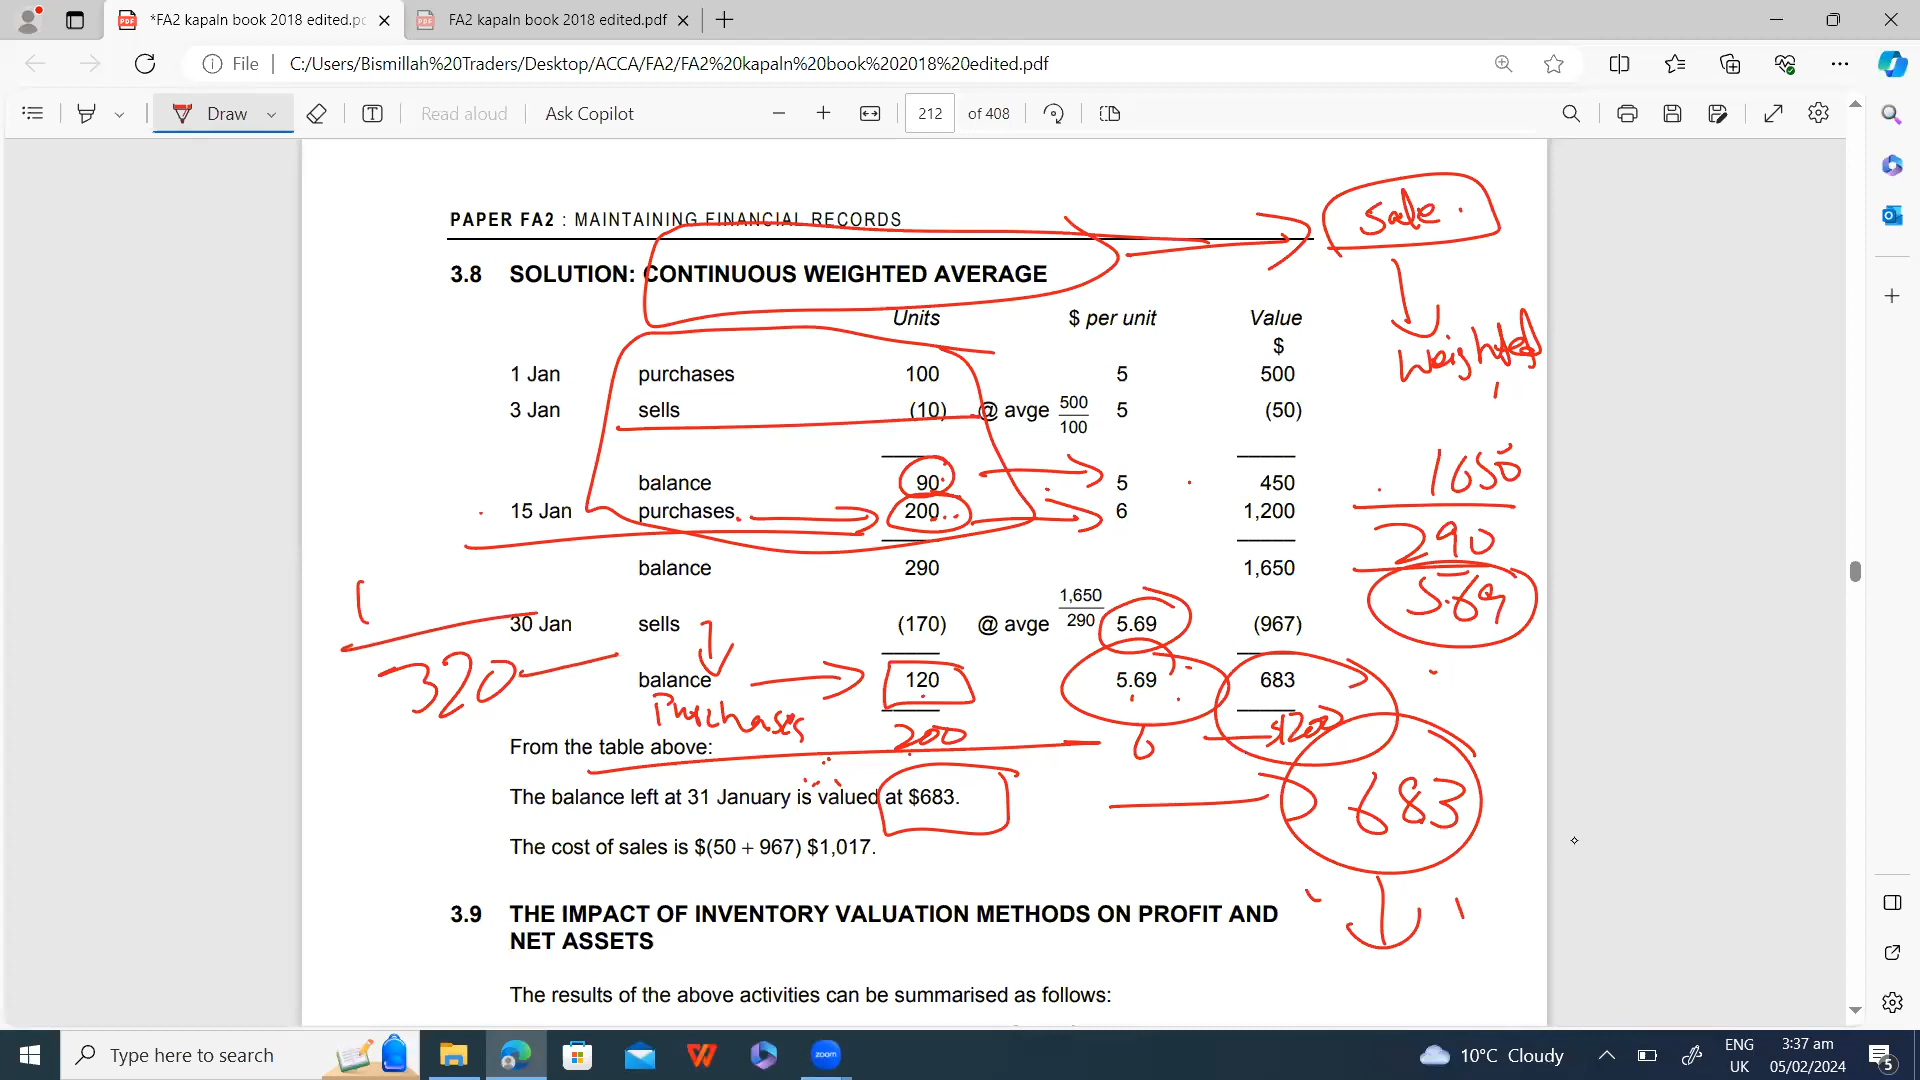 *FA2 kapaln book 2018 edited.pc
FA2 kapaln book 2018 edited.pdf
File
C:/Users/Bismillah%20Traders/Desktop/ACCA/FA2/FA2%20kapaln%20book%202018%20edited.pdf
Draw
Read aloud
Ask Copilot
212 of 408
PAPER FA2 : MAINTAINING FINANCIAL RECORDS
Sale.
3.8 SOLUTION: CONTINUOUS WEIGHTED AVERAGE
Units $ per unit Value
$
Weighted
1 Jan purchases 100 5 500
3 Jan sells (10) @ avge 500/100 5 (50)
balance 90 5 450
1650
15 Jan purchases 200 6 1,200
290
balance 290 1,650
5.69
1
30 Jan sells (170) @ avge 1,650/290 5.69 (967)
320
balance 120 5.69 683
Purchases 200 6 $1200
From the table above:
The balance left at 31 January is valued at $683.
683
The cost of sales is $(50 + 967) $1,017.
3.9 THE IMPACT OF INVENTORY VALUATION METHODS ON PROFIT AND
NET ASSETS
The results of the above activities can be summarised as follows:
Type here to search
zoom
10°C Cloudy
ENG
UK
3:37 am
05/02/2024
5